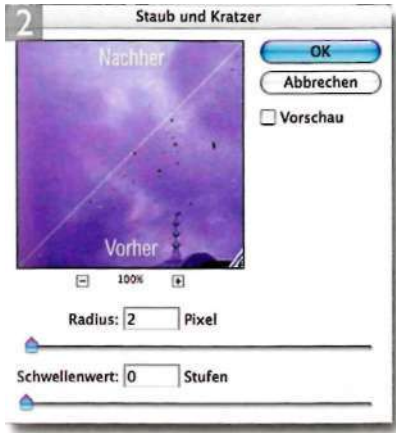 2
Staub und Kratzer
Nachher
OK
Abbrechen
Vorschau
Vorher
100%
Radius: 2 Pixel
Schwellenwert: 0 Stufen